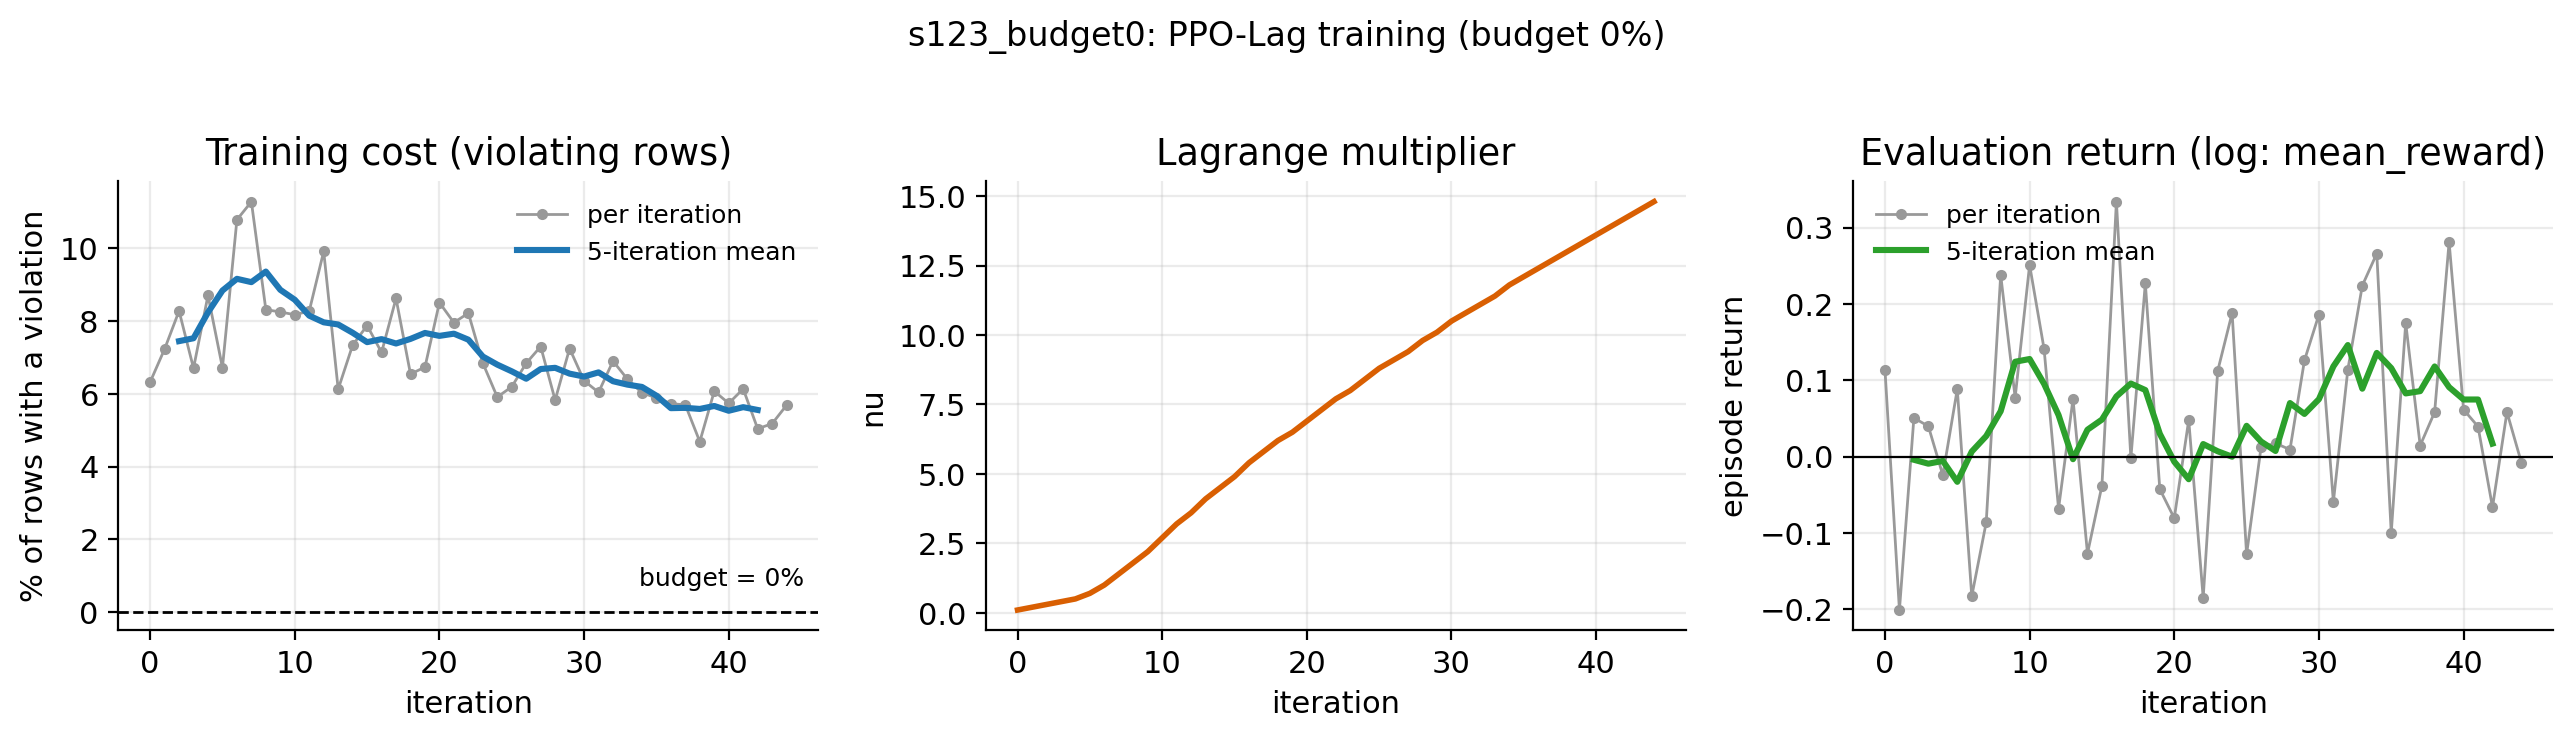 s123_budget0: PPO-Lag training (budget 0%)
Training cost (violating rows)
% of rows with a violation
10
8
6
4
2
0
per iteration
5-iteration mean
budget = 0%
0 10 20 30 40
iteration
Lagrange multiplier
nu
15.0
12.5
10.0
7.5
5.0
2.5
0.0
0 10 20 30 40
iteration
Evaluation return (log: mean_reward)
episode return
0.3
0.2
0.1
0.0
−0.1
−0.2
per iteration
5-iteration mean
0 10 20 30 40
iteration